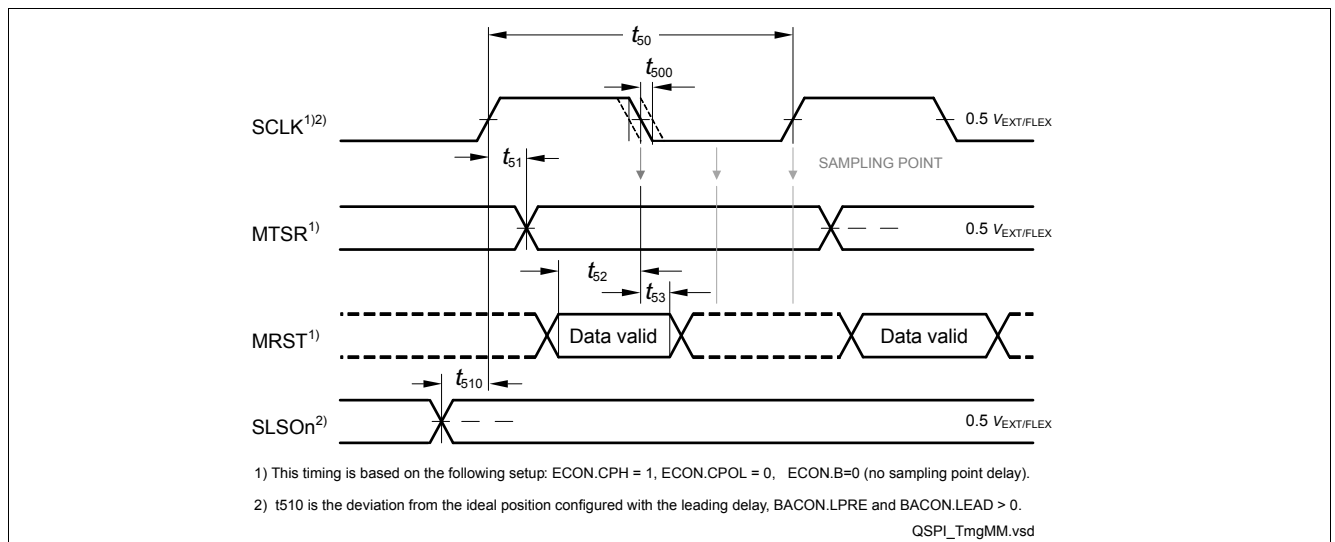 t50
t500
SCLK1)2)
0.5 VEXT/FLEX
t51
SAMPLING POINT
MTSR1)
0.5 VEXT/FLEX
t52
t53
MRST1)
Data valid
Data valid
t510
SLSOn2)
0.5 VEXT/FLEX
1) This timing is based on the following setup: ECON.CPH = 1, ECON.CPOL = 0, ECON.B=0 (no sampling point delay).
2) t510 is the deviation from the ideal position configured with the leading delay, BACON.LPRE and BACON.LEAD > 0.
QSPI_TmgMM.vsd